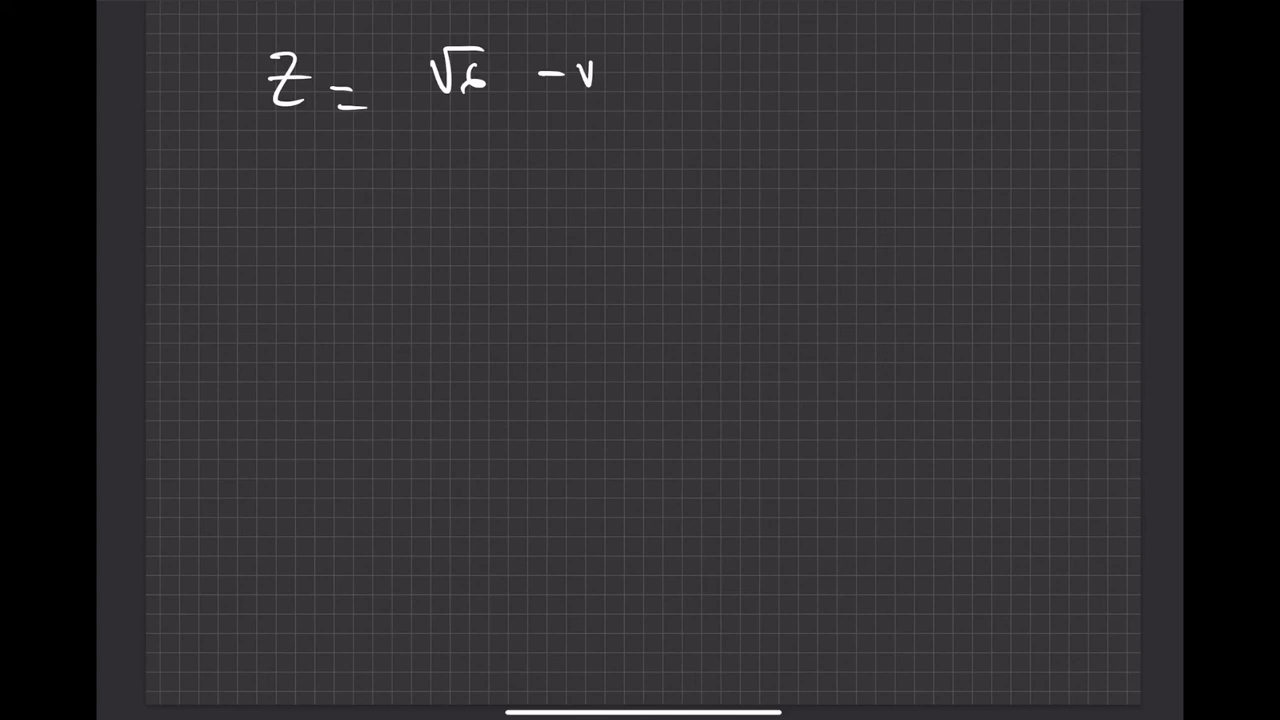 Z = √6 - v